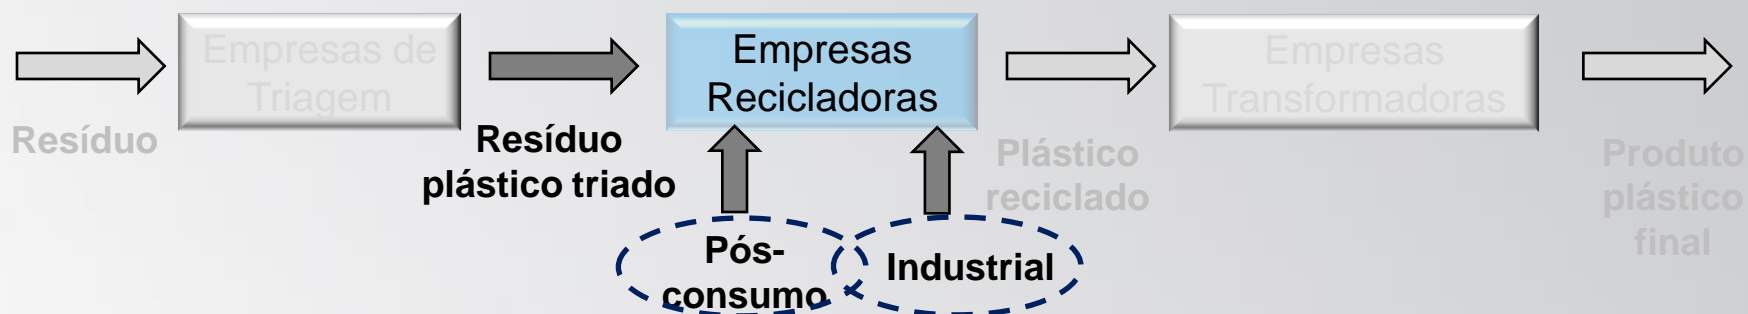 Empresas de
Triagem
Empresas
Recicladoras
Empresas
Transformadoras
Resíduo
Resíduo
plástico triado
Plástico
reciclado
Produto
plástico
final
Pós-
consumo
Industrial